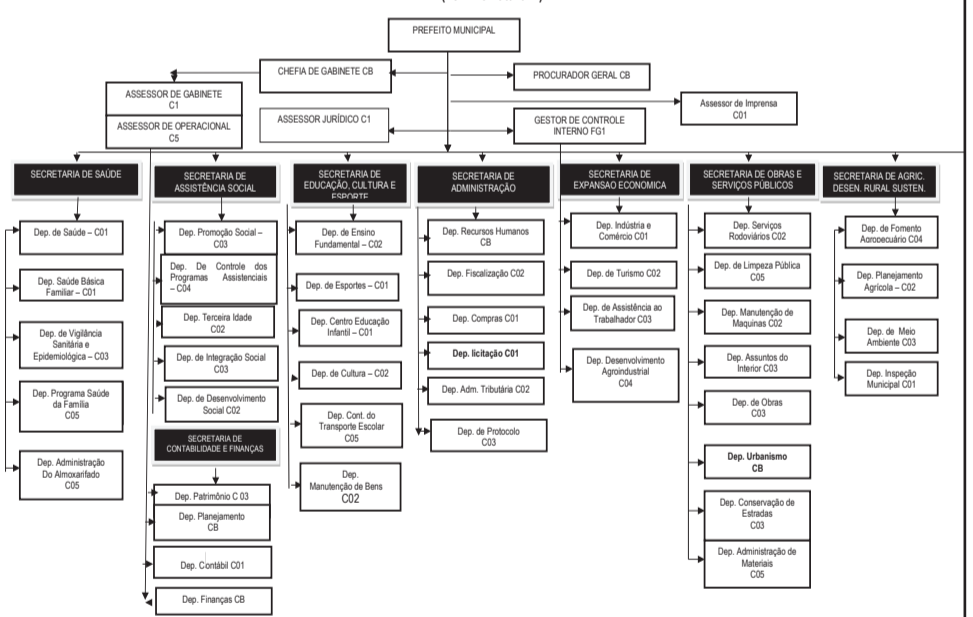 PREFEITO MUNICIPAL
CHEFIA DE GABINETE CB
PROCURADOR GERAL CB
ASSESSOR DE GABINETE
C1
ASSESSOR DE OPERACIONAL
C5
ASSESSOR JURÍDICO C1
GESTOR DE CONTROLE
INTERNO FG1
Assessor de Imprensa
C01
SECRETARIA DE SAÚDE
Dep. de Saúde – C01
Dep. Saúde Básica
Familiar – C01
Dep. de Vigilância
Sanitária e
Epidemiológica – C03
Dep. Programa Saúde
da Família
C05
Dep. Administração
Do Almoxarifado
C05
SECRETARIA DE
ASSISTÊNCIA SOCIAL
Dep. Promoção Social –
C03
Dep. De Controle dos
Programas Assistenciais
– C04
Dep. Terceira Idade
C02
Dep. de Integração Social
C03
Dep. de Desenvolvimento
Social C02
SECRETARIA DE
CONTABILIDADE E FINANÇAS
Dep. Patrimônio C 03
Dep. Planejamento
CB
Dep. Contábil C01
Dep. Finanças CB
SECRETARIA DE
EDUCAÇÃO, CULTURA E
ESPORTE
Dep. de Ensino
Fundamental – C02
Dep. de Esportes – C01
Dep. Centro Educação
Infantil – C01
Dep. de Cultura – C02
Dep. Cont. do
Transporte Escolar
C05
Dep.
Manutenção de Bens
C02
SECRETARIA DE
ADMINISTRAÇÃO
Dep. Recursos Humanos
CB
Dep. Fiscalização C02
Dep. Compras C01
Dep. licitação C01
Dep. Adm. Tributária C02
Dep. de Protocolo
C03
SECRETARIA DE
EXPANSAO ECONOMICA
Dep. Indústria e
Comércio C01
Dep. de Turismo C02
Dep. de Assistência ao
Trabalhador C03
Dep. Desenvolvimento
Agroindustrial
C04
SECRETARIA DE OBRAS E
SERVIÇOS PÚBLICOS
Dep. Serviços
Rodoviários C02
Dep. de Limpeza Pública
C05
Dep. Manutenção de
Maquinas C02
Dep. Assuntos do
Interior C03
Dep. de Obras
C03
Dep. Urbanismo
CB
Dep. Conservação de
Estradas
C03
Dep. Administração de
Materiais
C05
SECRETARIA DE AGRIC.
DESEN. RURAL SUSTEN.
Dep. de Fomento
Agropecuário C04
Dep. Planejamento
Agrícola – C02
Dep. de Meio
Ambiente C03
Dep. Inspeção
Municipal C01